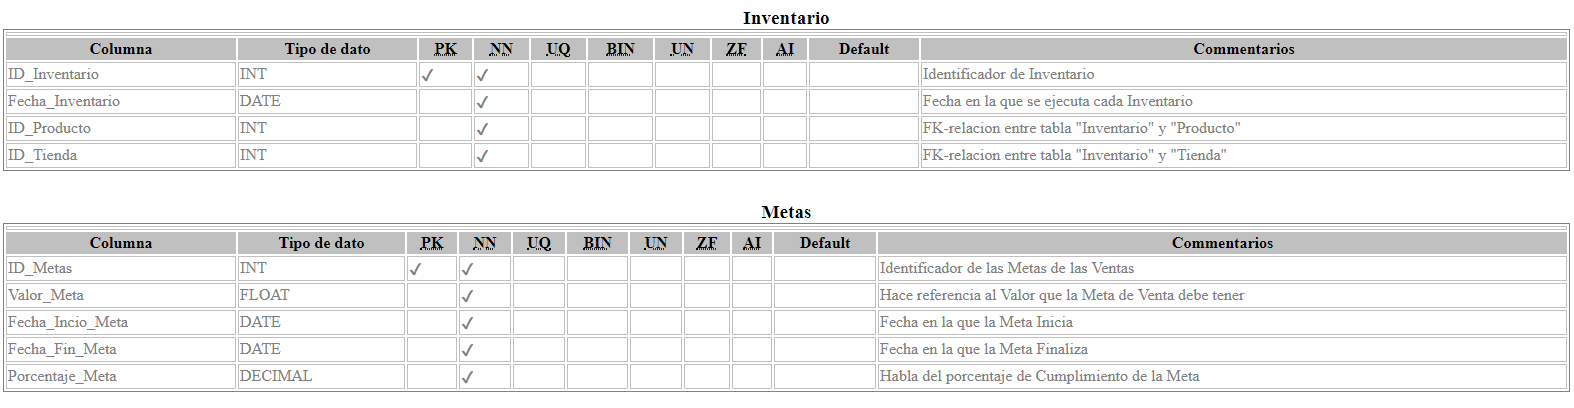 Inventario
Columna Tipo de dato PK NN UQ BIN UN ZF AI Default Commentarios
ID_Inventario INT ✓ ✓ Identificador de Inventario
Fecha_Inventario DATE ✓ Fecha en la que se ejecuta cada Inventario
ID_Producto INT ✓ FK-relacion entre tabla "Inventario" y "Producto"
ID_Tienda INT ✓ FK-relacion entre tabla "Inventario" y "Tienda"
Metas
Columna Tipo de dato PK NN UQ BIN UN ZF AI Default Commentarios
ID_Metas INT ✓ ✓ Identificador de las Metas de las Ventas
Valor_Meta FLOAT ✓ Hace referencia al Valor que la Meta de Venta debe tener
Fecha_Incio_Meta DATE ✓ Fecha en la que la Meta Inicia
Fecha_Fin_Meta DATE ✓ Fecha en la que la Meta Finaliza
Porcentaje_Meta DECIMAL ✓ Habla del porcentaje de Cumplimiento de la Meta